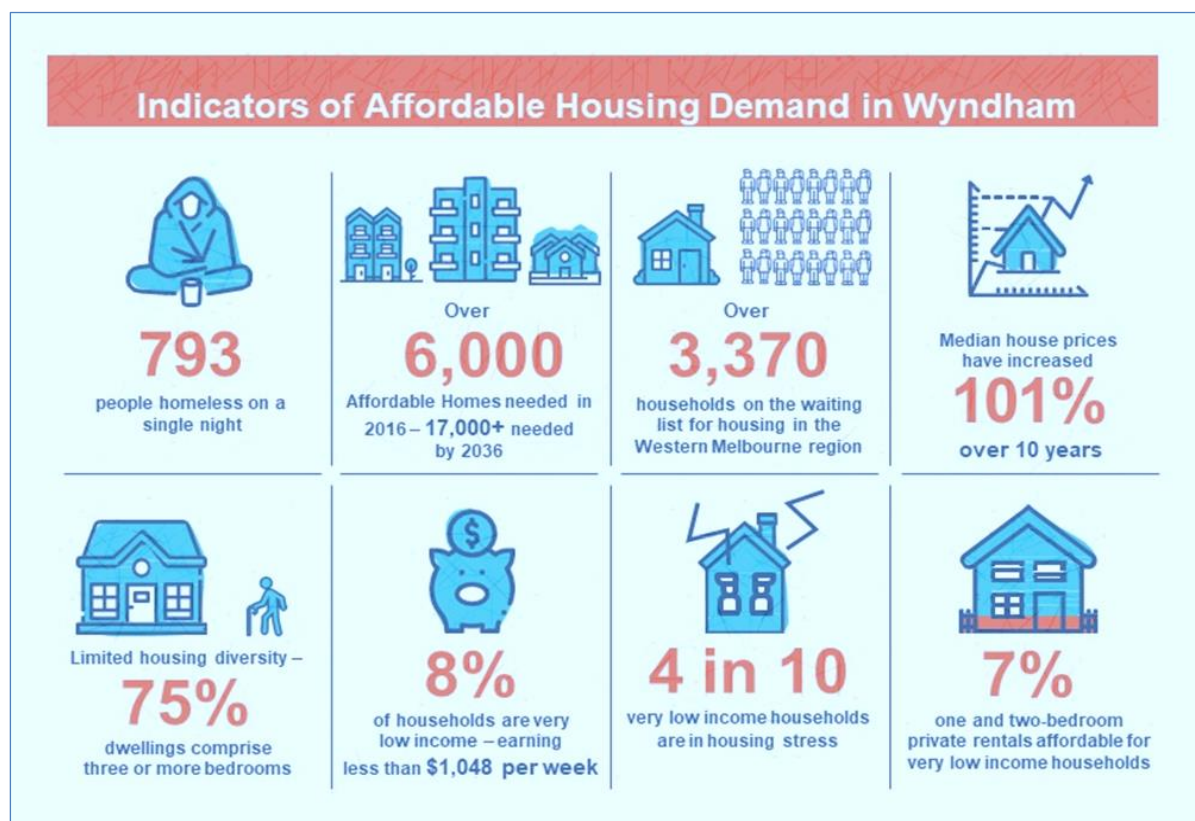 Indicators of Affordable Housing Demand in Wyndham
793
people homeless on a
single night
Over
6,000
Affordable Homes needed in
2016 – 17,000+ needed
by 2036
Over
3,370
households on the waiting
list for housing in the
Western Melbourne region
Median house prices
have increased
101%
over 10 years
Limited housing diversity –
75%
dwellings comprise
three or more bedrooms
$
8%
of households are very
low income – earning
less than $1,048 per week
4 in 10
very low income households
are in housing stress
7%
one and two-bedroom
private rentals affordable for
very low income households